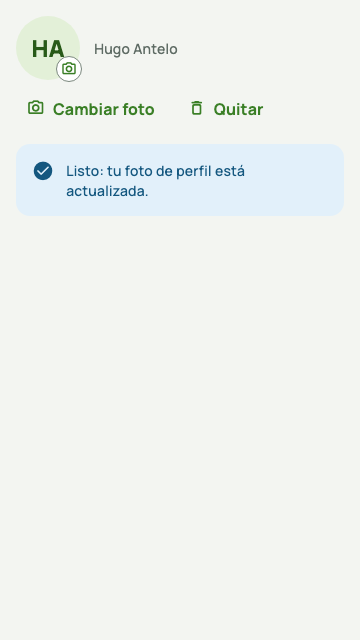 HA
Hugo Antelo
Cambiar foto
Quitar
Listo: tu foto de perfil está
actualizada.